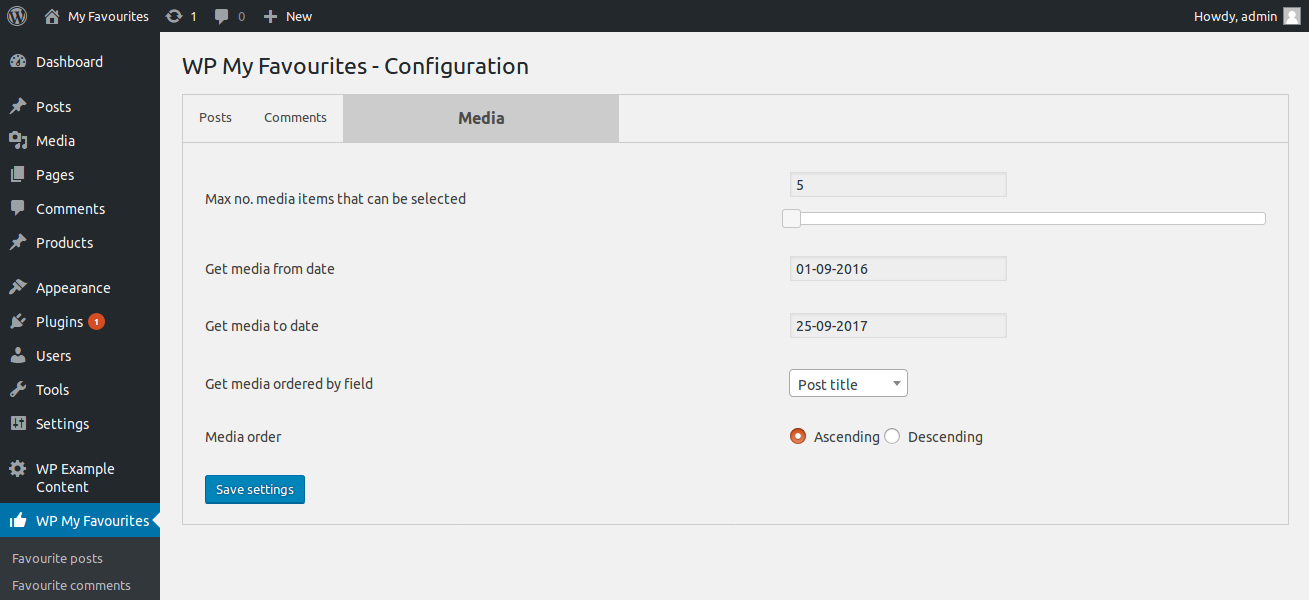 My Favourites 1 0 New Howdy, admin
Dashboard
Posts
Media
Pages
Comments
Products
Appearance
Plugins 1
Users
Tools
Settings
WP Example
Content
WP My Favourites
Favourite posts
Favourite comments
WP My Favourites - Configuration
Posts Comments Media
Max no. media items that can be selected 5
Get media from date 01-09-2016
Get media to date 25-09-2017
Get media ordered by field Post title
Media order Ascending Descending
Save settings